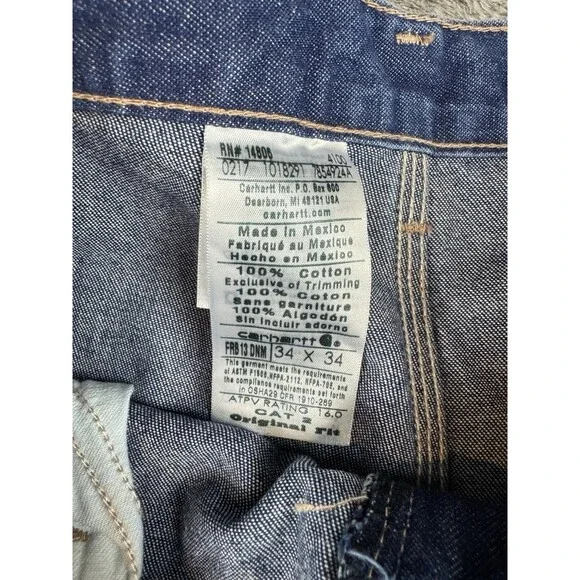 RN# 14806 4100
0217 1018291 7854924A
Carhartt Inc. P.O. Box 600
Dearborn, MI 48121 USA
carhartt.com
Made in Mexico
Fabriqué au Mexique
Hecho en México
100% Cotton
Exclusive of Trimming
100% Coton
Sans garniture
100% Algodón
Sin incluir adorno
carhartt
FRB13 DNM 34 X 34
This garment meets the requirements
of ASTM F1506, NFPA-2112, NFPA-70E, and
the compliance requirements set forth
in OSHA29 CFR 1910-269
ATPV RATING 16.0
CAT 2
Original Fit